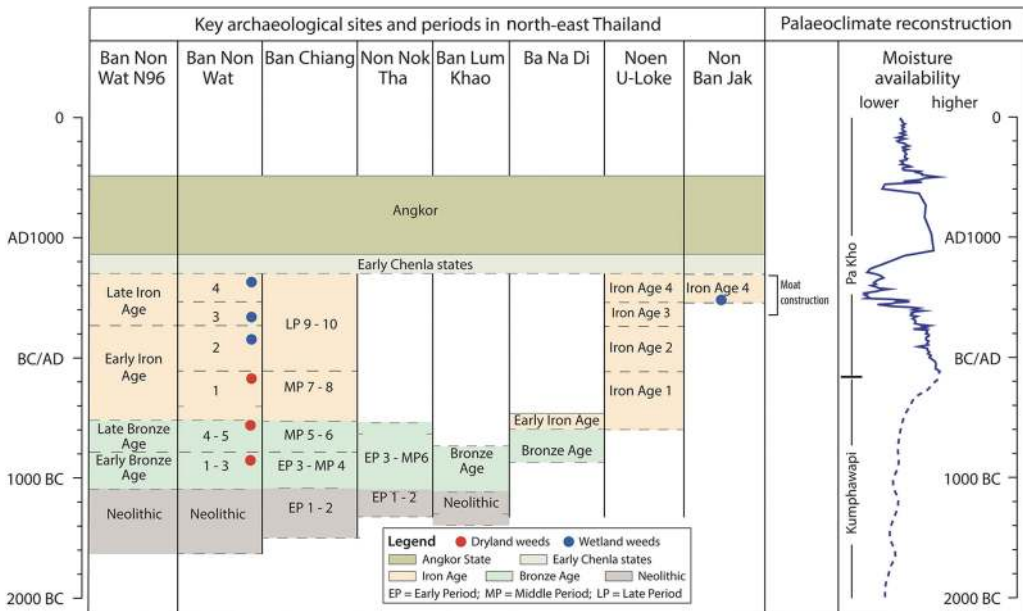 Key archaeological sites and periods in north-east Thailand
Palaeoclimate reconstruction
Ban Non
Wat N96
Ban Non
Wat
Ban Chiang
Non Nok
Tha
Ban Lum
Khao
Ba Na Di
Noen
U-Loke
Non
Ban Jak
Moisture
availability
lower higher
0
0
Angkor
AD1000
AD1000
Early Chenla states
Late Iron
Age
4
3
LP 9 - 10
Iron Age 4
Iron Age 3
Iron Age 4
Moat
construction
Pa Kho
BC/AD
BC/AD
Early Iron
Age
2
1
MP 7 - 8
Iron Age 2
Iron Age 1
Early Iron Age
Late Bronze
Age
4 - 5
MP 5 - 6
Early Bronze
Age
1 - 3
EP 3 - MP 4
EP 3 - MP6
Bronze
Age
Bronze Age
1000 BC
1000 BC
Neolithic
Neolithic
EP 1 - 2
EP 1 - 2
Neolithic
Kumphawapi
Legend
Dryland weeds
Wetland weeds
Angkor State
Early Chenla states
Iron Age
Bronze Age
Neolithic
EP = Early Period; MP = Middle Period; LP = Late Period
2000 BC
2000 BC